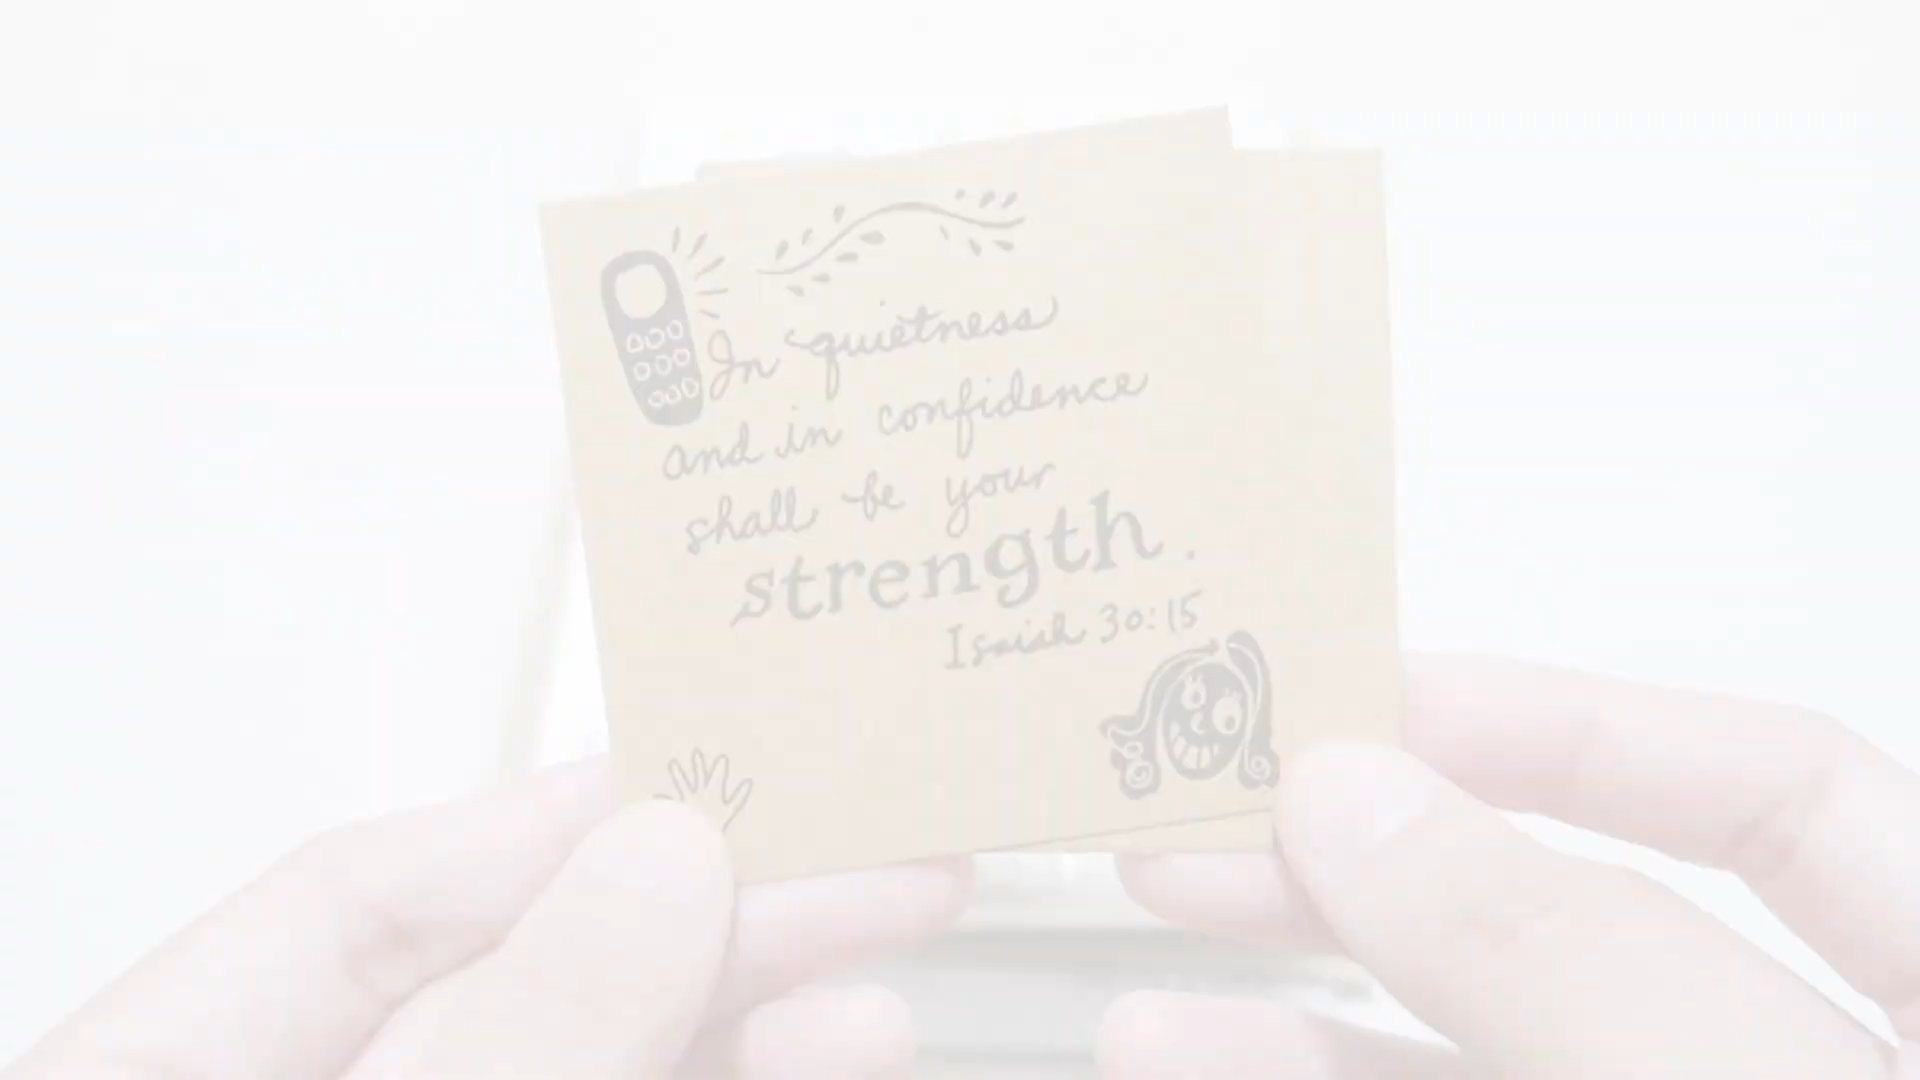 In quietness
and in confidence
shall be your
strength.
Isaiah 30:15